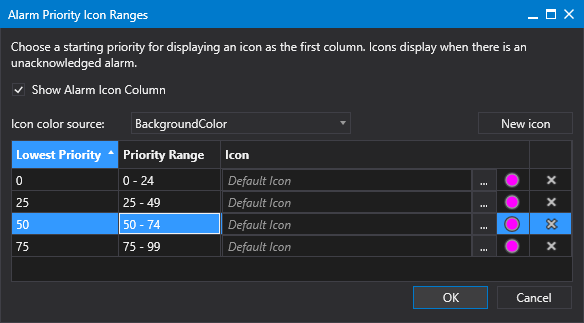 Alarm Priority Icon Ranges
Choose a starting priority for displaying an icon as the first column. Icons display when there is an
unacknowledged alarm.
Show Alarm Icon Column
Icon color source: BackgroundColor New icon
Lowest Priority Priority Range Icon
0 0 - 24 Default Icon ...
25 25 - 49 Default Icon ...
50 50 - 74 Default Icon ...
75 75 - 99 Default Icon ...
OK Cancel